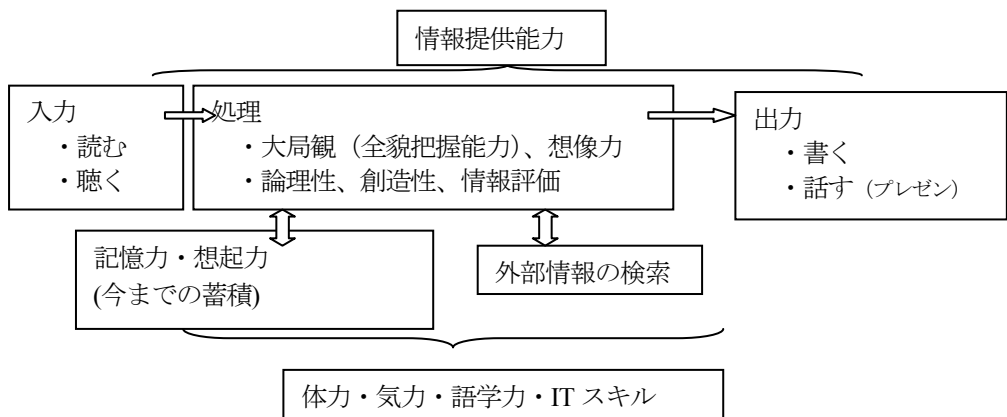 情報提供能力
入力
・読む
・聴く
処理
・大局観（全貌把握能力）、想像力
・論理性、創造性、情報評価
出力
・書く
・話す（プレゼン）
記憶力・想起力
(今までの蓄積)
外部情報の検索
体力・気力・語学力・IT スキル